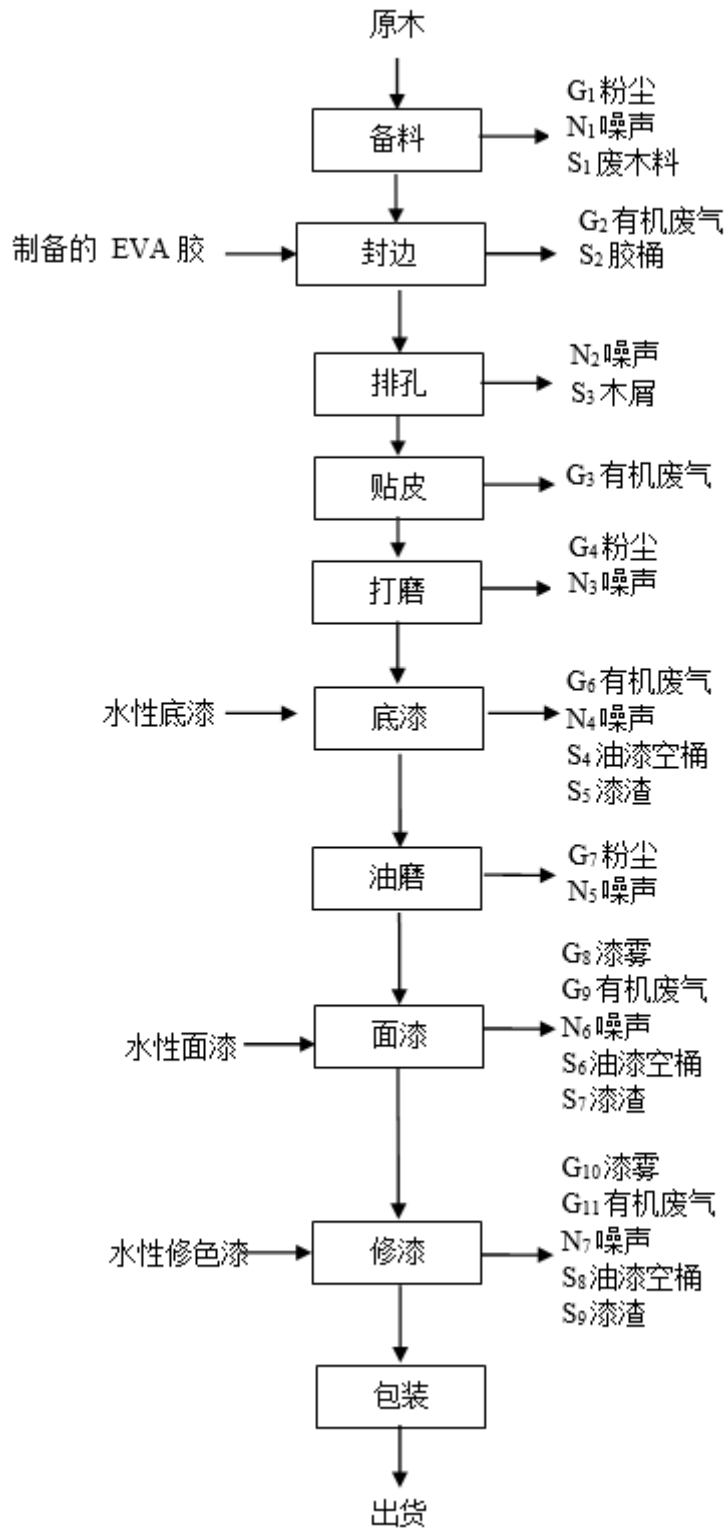 原木
备料
G₁粉尘
N₁噪声
S₁废木料
制备的 EVA 胶
封边
G₂有机废气
S₂胶桶
排孔
N₂噪声
S₃木屑
贴皮
G₃有机废气
打磨
G₄粉尘
N₃噪声
水性底漆
底漆
G₆有机废气
N₄噪声
S₄油漆空桶
S₅漆渣
油磨
G₇粉尘
N₅噪声
水性面漆
面漆
G₈漆雾
G₉有机废气
N₆噪声
S₆油漆空桶
S₇漆渣
水性修色漆
修漆
G₁₀漆雾
G₁₁有机废气
N₇噪声
S₈油漆空桶
S₉漆渣
包装
出货